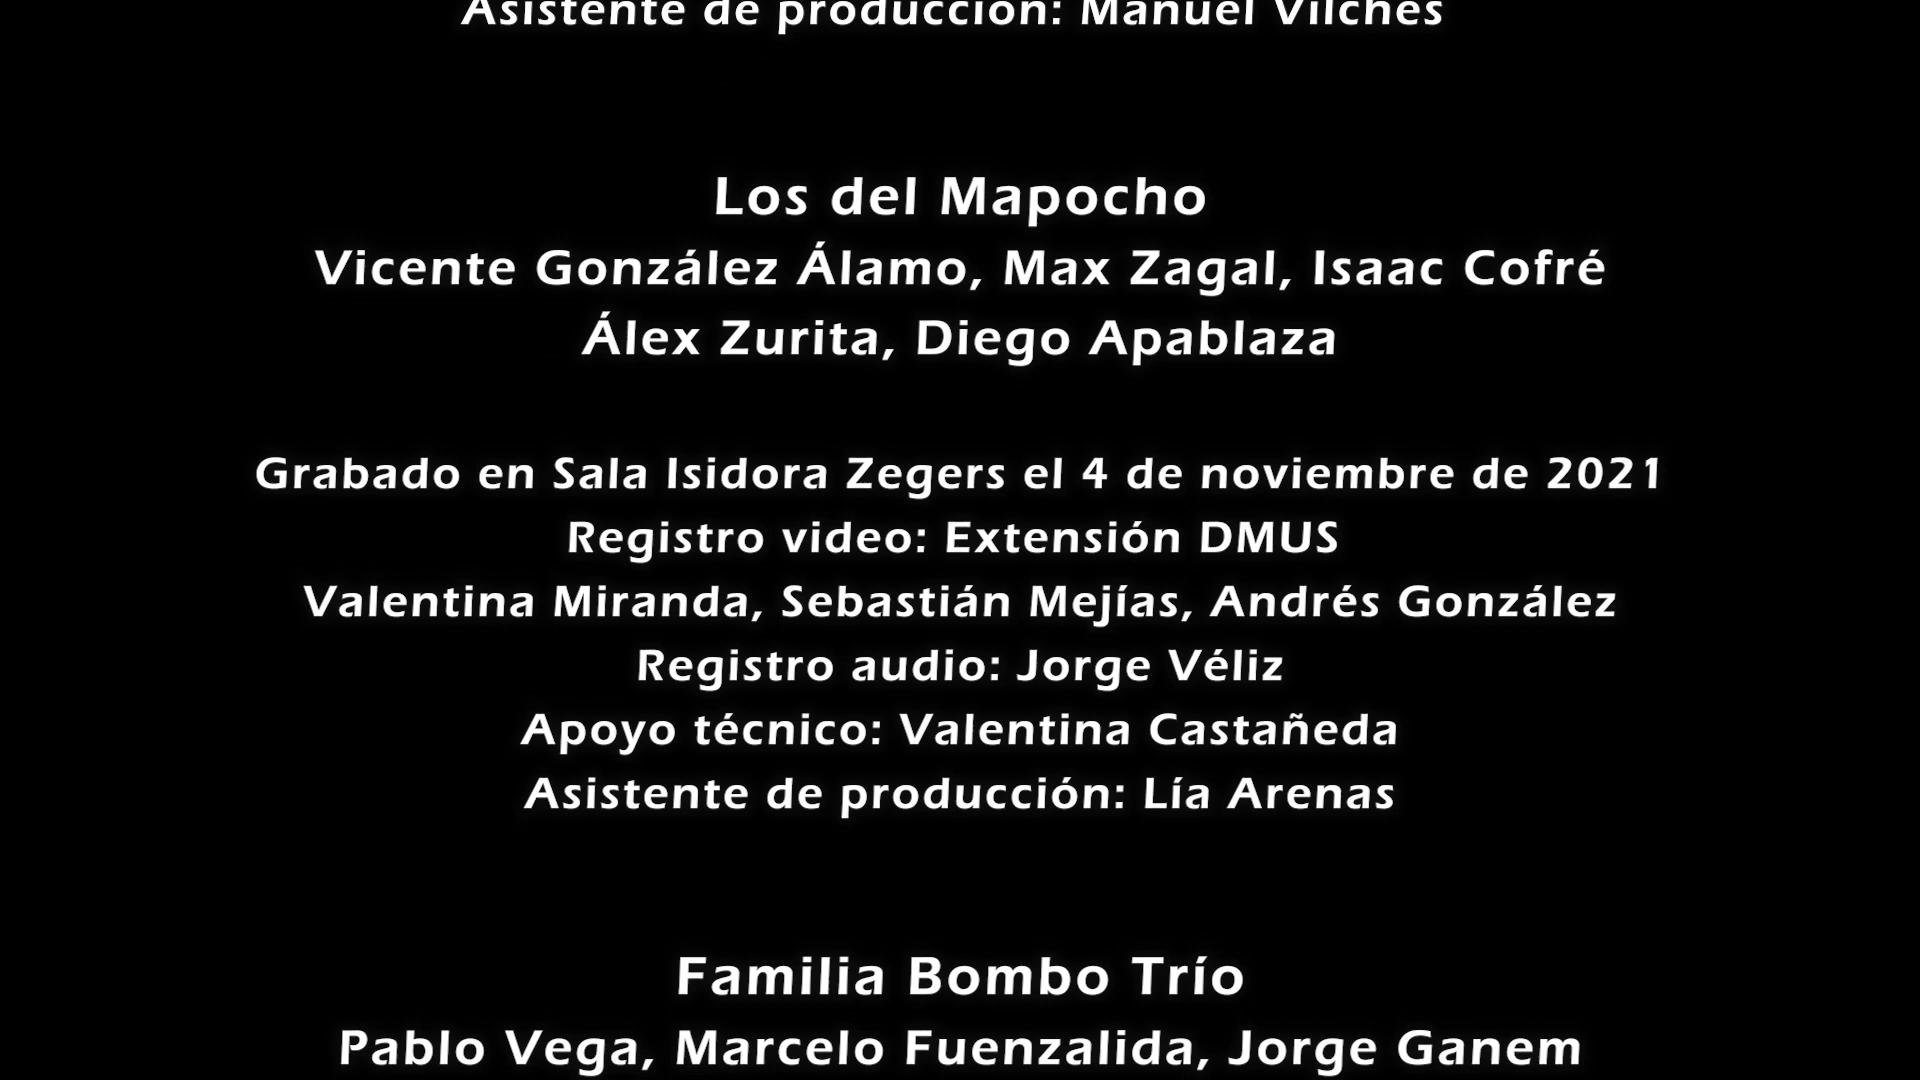 Asistente de producción: Manuel Vilches
Los del Mapocho
Vicente González Álamo, Max Zagal, Isaac Cofré
Álex Zurita, Diego Apablaza
Grabado en Sala Isidora Zegers el 4 de noviembre de 2021
Registro video: Extensión DMUS
Valentina Miranda, Sebastián Mejías, Andrés González
Registro audio: Jorge Véliz
Apoyo técnico: Valentina Castañeda
Asistente de producción: Lía Arenas
Familia Bombo Trío
Pablo Vega, Marcelo Fuenzalida, Jorge Ganem